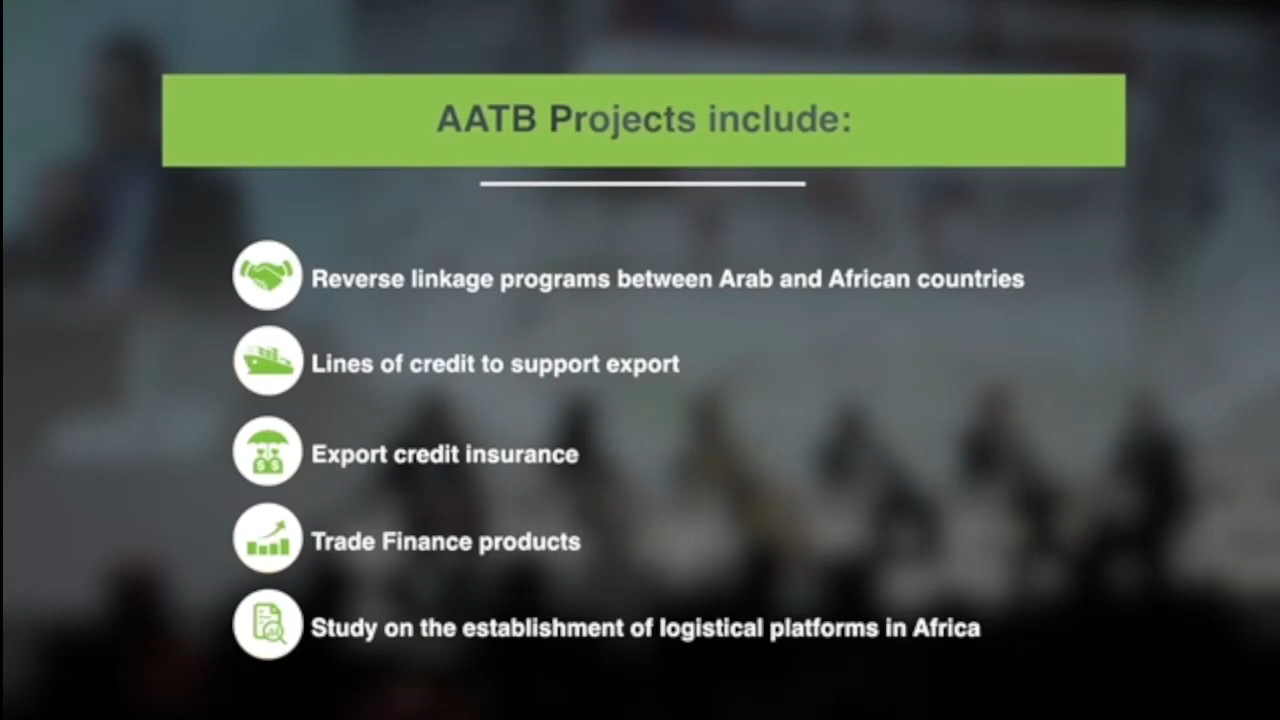 AATB Projects include:
Reverse linkage programs between Arab and African countries
Lines of credit to support export
Export credit insurance
Trade Finance products
Study on the establishment of logistical platforms in Africa